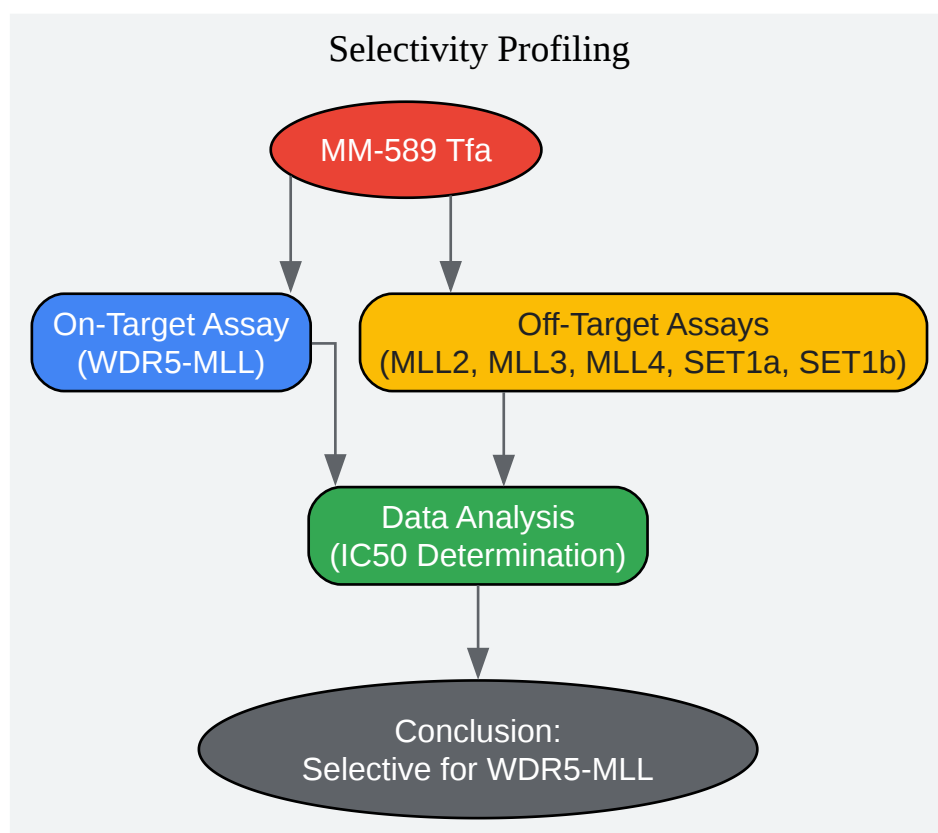 Selectivity Profiling
MM-589 Tfa
On-Target Assay
(WDR5-MLL)
Off-Target Assays
(MLL2, MLL3, MLL4, SET1a, SET1b)
Data Analysis
(IC50 Determination)
Conclusion:
Selective for WDR5-MLL